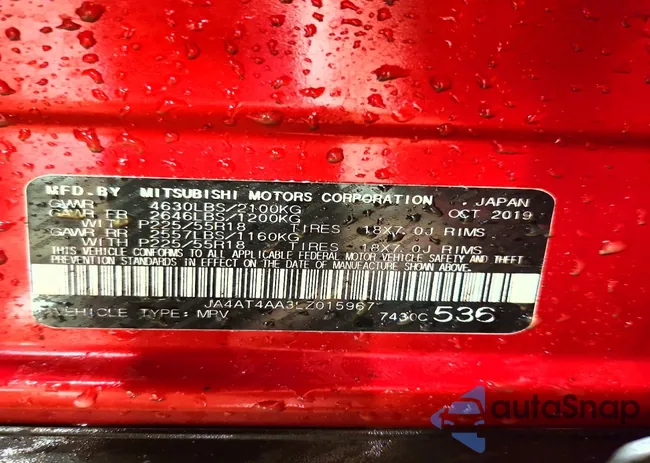 MFD. BY MITSUBISHI MOTORS CORPORATION , JAPAN
GVWR 4630LBS/2100KG OCT 2019
GAWR FR 2646LBS/1200KG
WITH P225/55R18 TIRES 18X7.0J RIMS
GAWR RR 2557LBS/1160KG
WITH P225/55R18 TIRES 18X7.0J RIMS
THIS VEHICLE CONFORMS TO ALL APPLICABLE FEDERAL MOTOR VEHICLE SAFETY AND THEFT
PREVENTION STANDARDS IN EFFECT ON THE DATE OF MANUFACTURE SHOWN ABOVE.
JA4AT4AA3LZ015967
VEHICLE TYPE: MPV 7430C 536
autoSnap